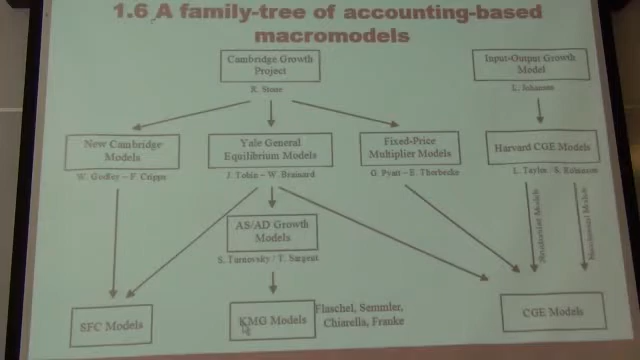 1.6 A family-tree of accounting-based
macromodels
Cambridge Growth
Project
R. Stone
Input-Output Growth
Model
L. Johansen
New Cambridge
Models
W. Godley – F. Cripps
Yale General
Equilibrium Models
J. Tobin – W. Brainard
Fixed-Price
Multiplier Models
G. Pyatt – E. Thorbecke
Harvard CGE Models
L. Taylor S. Robinson
AS/AD Growth
Models
S. Turnovsky / T. Sargent
SFC Models
KMG Models
Flaschel, Semmler,
Chiarella, Franke
CGE Models